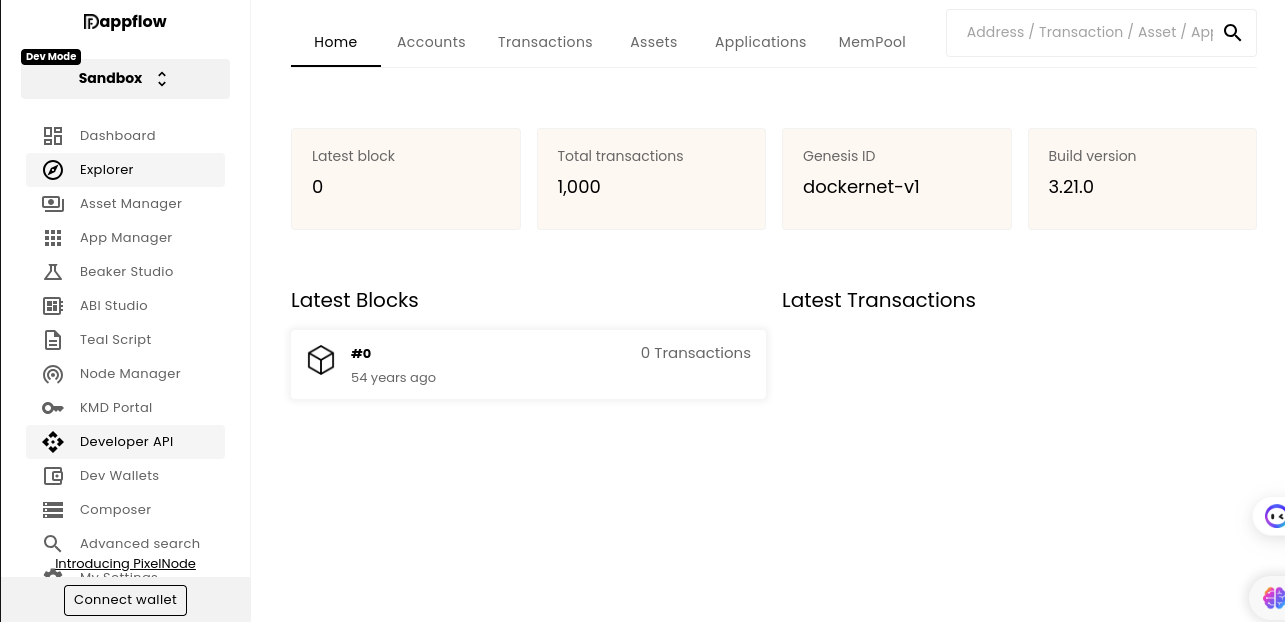 Dappflow
Dev Mode
Sandbox
Dashboard
Explorer
Asset Manager
App Manager
Beaker Studio
ABI Studio
Teal Script
Node Manager
KMD Portal
Developer API
Dev Wallets
Composer
Advanced search
Introducing PixelNode
My Settings
Connect wallet
Home Accounts Transactions Assets Applications MemPool
Address / Transaction / Asset / App
Latest block
0
Total transactions
1,000
Genesis ID
dockernet-v1
Build version
3.21.0
Latest Blocks
#0
0 Transactions
54 years ago
Latest Transactions